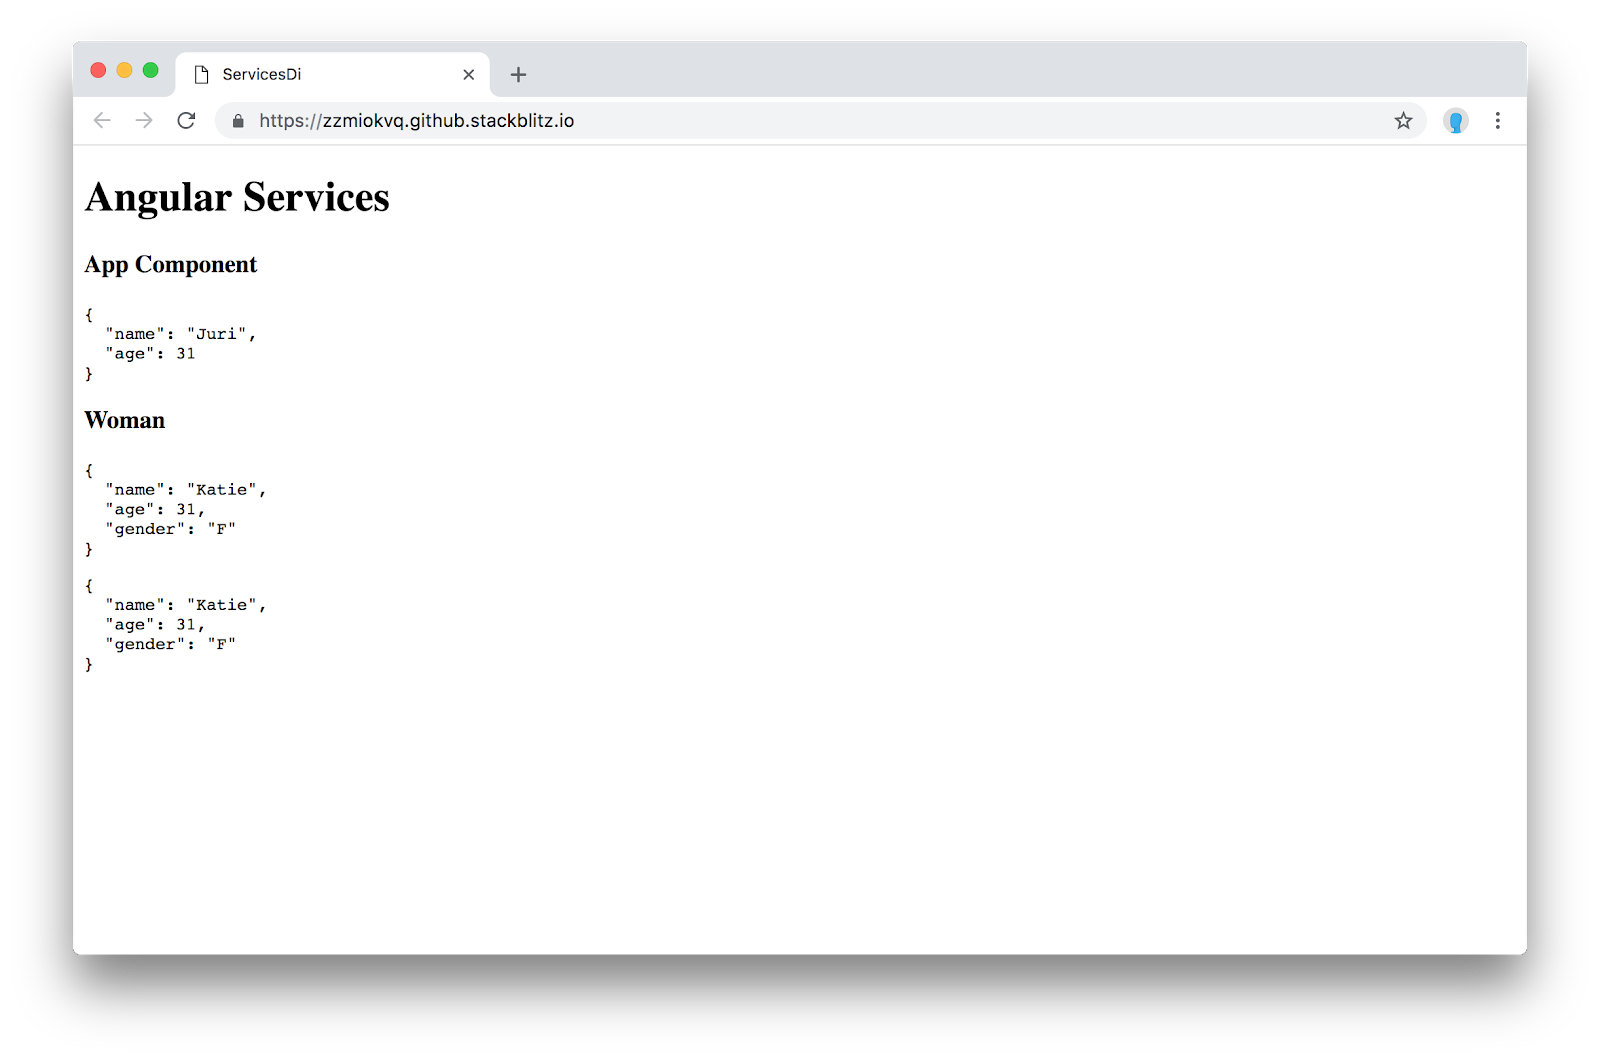 ServicesDi
https://zzmiokvq.github.stackblitz.io
Angular Services
App Component
{
  "name": "Juri",
  "age": 31
}
Woman
{
  "name": "Katie",
  "age": 31,
  "gender": "F"
}
{
  "name": "Katie",
  "age": 31,
  "gender": "F"
}